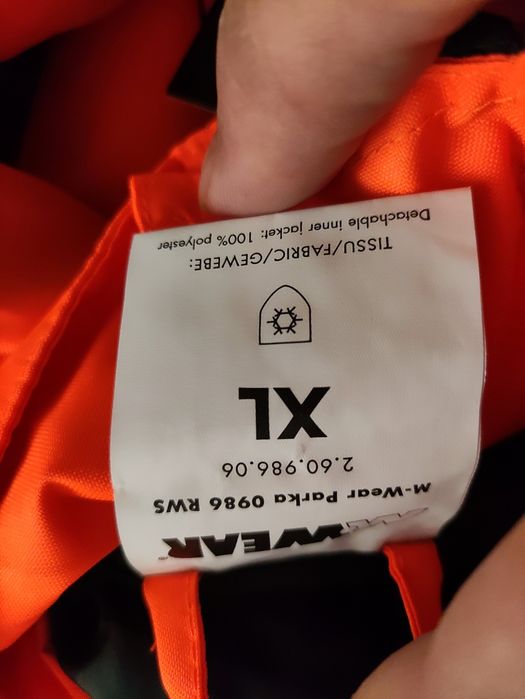 M-WEAR
M-Wear Parka 0986 RWS
2.60.986.06
XL
TISSU/FABRIC/GEWEBE:
Detachable inner jacket: 100% polyester